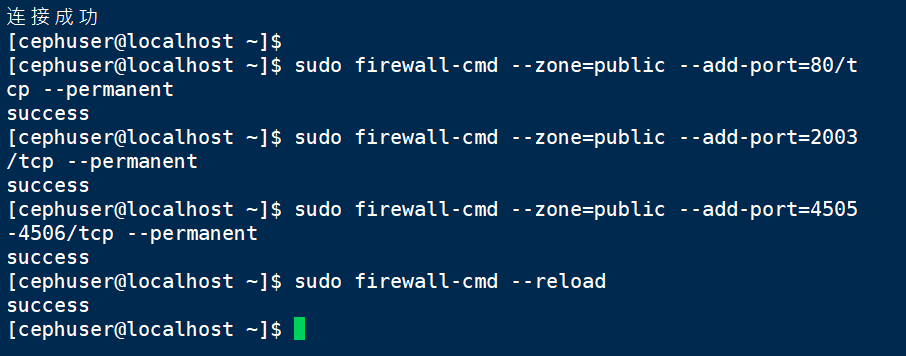 连接成功
[cephuser@localhost ~]$
[cephuser@localhost ~]$ sudo firewall-cmd --zone=public --add-port=80/t
cp --permanent
success
[cephuser@localhost ~]$ sudo firewall-cmd --zone=public --add-port=2003
/tcp --permanent
success
[cephuser@localhost ~]$ sudo firewall-cmd --zone=public --add-port=4505
-4506/tcp --permanent
success
[cephuser@localhost ~]$ sudo firewall-cmd --reload
success
[cephuser@localhost ~]$